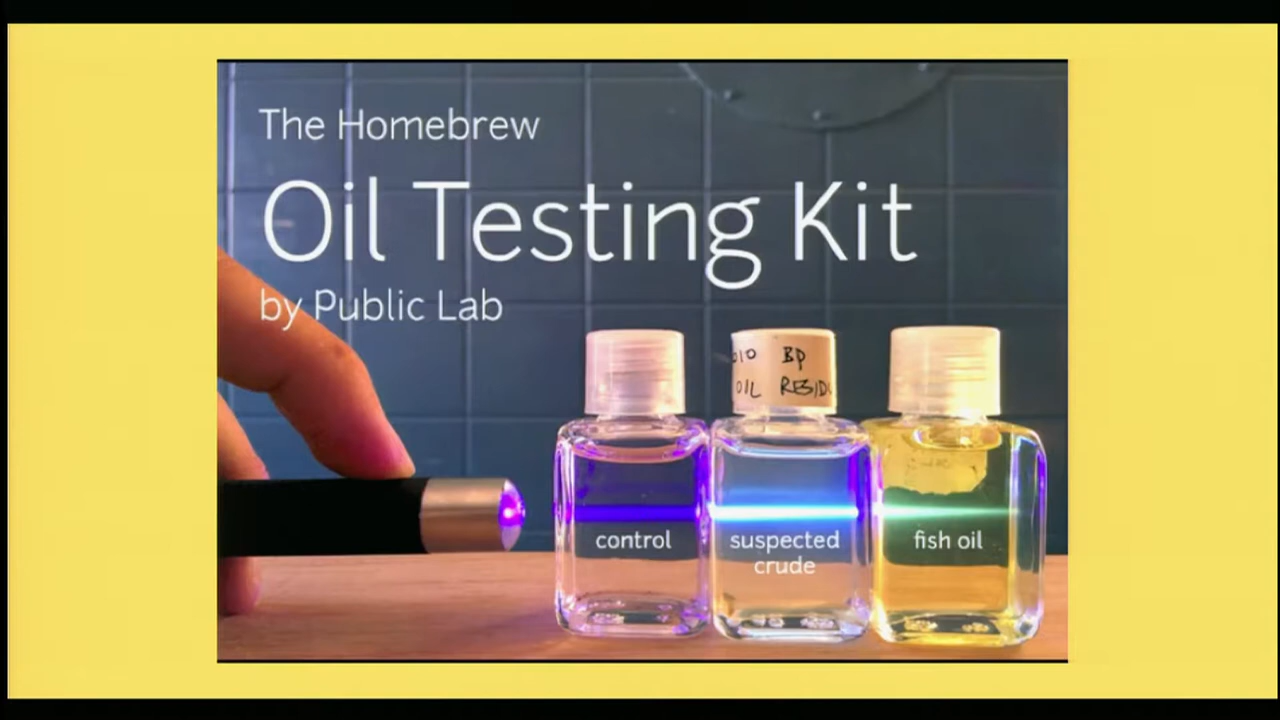 The Homebrew
Oil Testing Kit
by Public Lab
BP
OIL
control
suspected
crude
fish oil